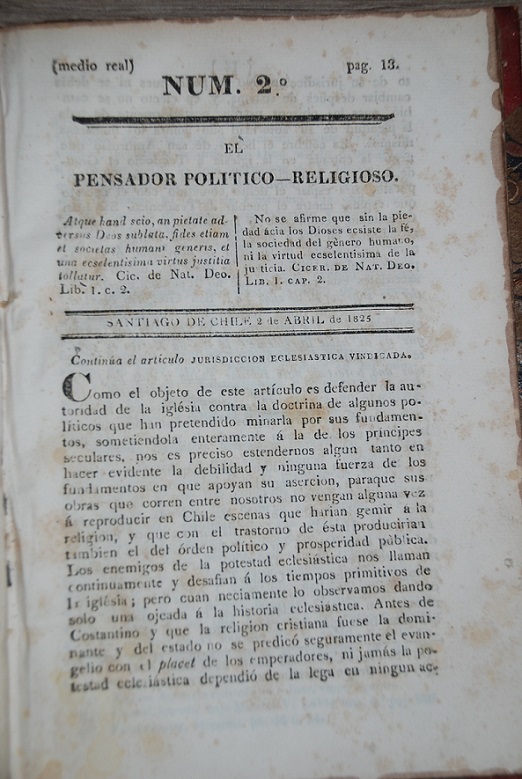 (medio real)
pag. 13.
NUM. 2.º
EL
PENSADOR POLITICO—RELIGIOSO.
Atque hand scio, an pietate ad-
versus Deos sublata, fides etiam
et societas humani generis, et
una ecselentisima virtus justitia
tollatur. Cic. de Nat. Deo.
Lib. 1. c. 2.
No se afirme que sin la pie-
dad ácia los Dioses ecsiste la fé,
la sociedad del gènero humano,
ni la virtud ecselentisima de la
justicia. CICER. DE NAT. DEO.
LIB. 1. CAP. 2.
SANTIAGO DE CHILE 2 de ABRIL de 1825
Continúa el artículo JURISDICCION ECLESIASTICA VINDICADA.
Como el objeto de este artículo es defender la au-
toridad de la iglésia contra la doctrina de algunos po-
líticos que han pretendido minarla por sus fundamen-
tos, sometiendola enteramente á la de los principes
seculares, nos es preciso estendernos algun tanto en
hacer evidente la debilidad y ninguna fuerza de los
fundamentos en que apoyan su asercion, paraque sus
obras que corren entre nosotros no vengan alguna vez
á reproducir en Chile escenas que harian gemir á la
religion, y que con el trastorno de ésta producirian
tambien el del órden político y prosperidad pública.
Los enemigos de la potestad eclesiástica nos llaman
continuamente y desafian á los tiempos primitivos de
la iglésia; pero cuan neciamente lo observamos dando
solo una ojeada á la historia eclesiastica. Antes de
Costantino y que la religion cristiana fuese la domi-
nante y del estado no se predicó seguramente el evan-
gelio con el placet de los emperadores, ni jamás la po-
testad eclesiástica dependió de la lega en ningun ac-